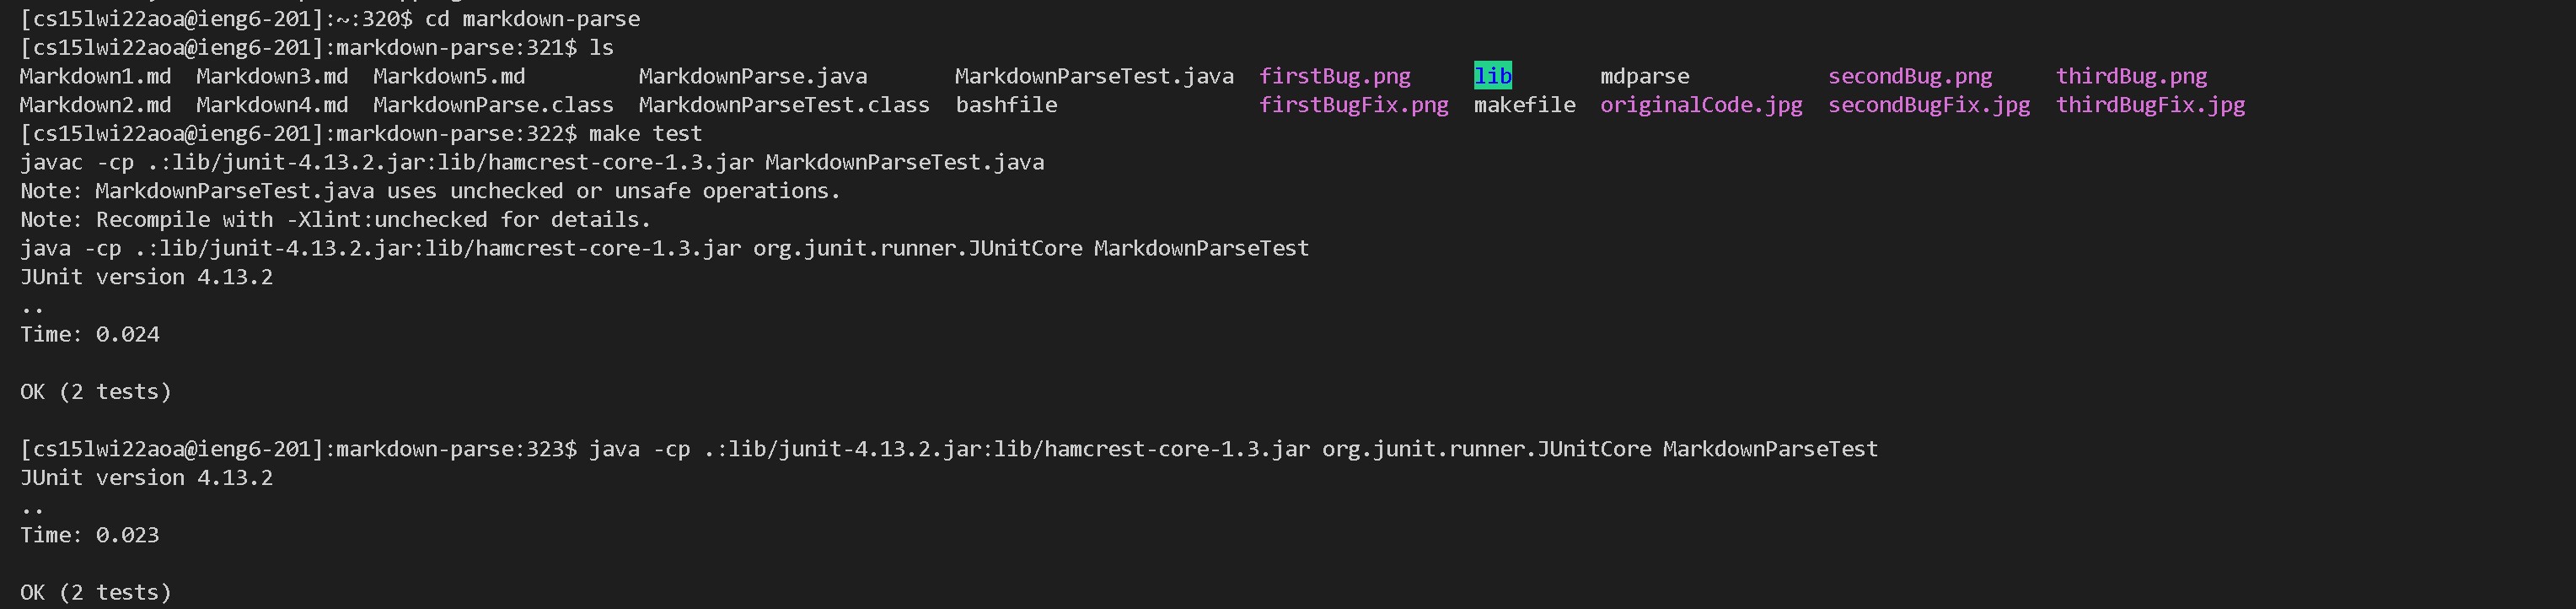 [cs15lwi22aoa@ieng6-201]:~:320$ cd markdown-parse
[cs15lwi22aoa@ieng6-201]:markdown-parse:321$ ls
Markdown1.md  Markdown3.md  Markdown5.md         MarkdownParse.java       MarkdownParseTest.java  firstBug.png     lib       mdparse           secondBug.png     thirdBug.png
Markdown2.md  Markdown4.md  MarkdownParse.class  MarkdownParseTest.class  bashfile                firstBugFix.png  makefile  originalCode.jpg  secondBugFix.jpg  thirdBugFix.jpg
[cs15lwi22aoa@ieng6-201]:markdown-parse:322$ make test
javac -cp .:lib/junit-4.13.2.jar:lib/hamcrest-core-1.3.jar MarkdownParseTest.java
Note: MarkdownParseTest.java uses unchecked or unsafe operations.
Note: Recompile with -Xlint:unchecked for details.
java -cp .:lib/junit-4.13.2.jar:lib/hamcrest-core-1.3.jar org.junit.runner.JUnitCore MarkdownParseTest
JUnit version 4.13.2
..
Time: 0.024

OK (2 tests)

[cs15lwi22aoa@ieng6-201]:markdown-parse:323$ java -cp .:lib/junit-4.13.2.jar:lib/hamcrest-core-1.3.jar org.junit.runner.JUnitCore MarkdownParseTest
JUnit version 4.13.2
..
Time: 0.023

OK (2 tests)